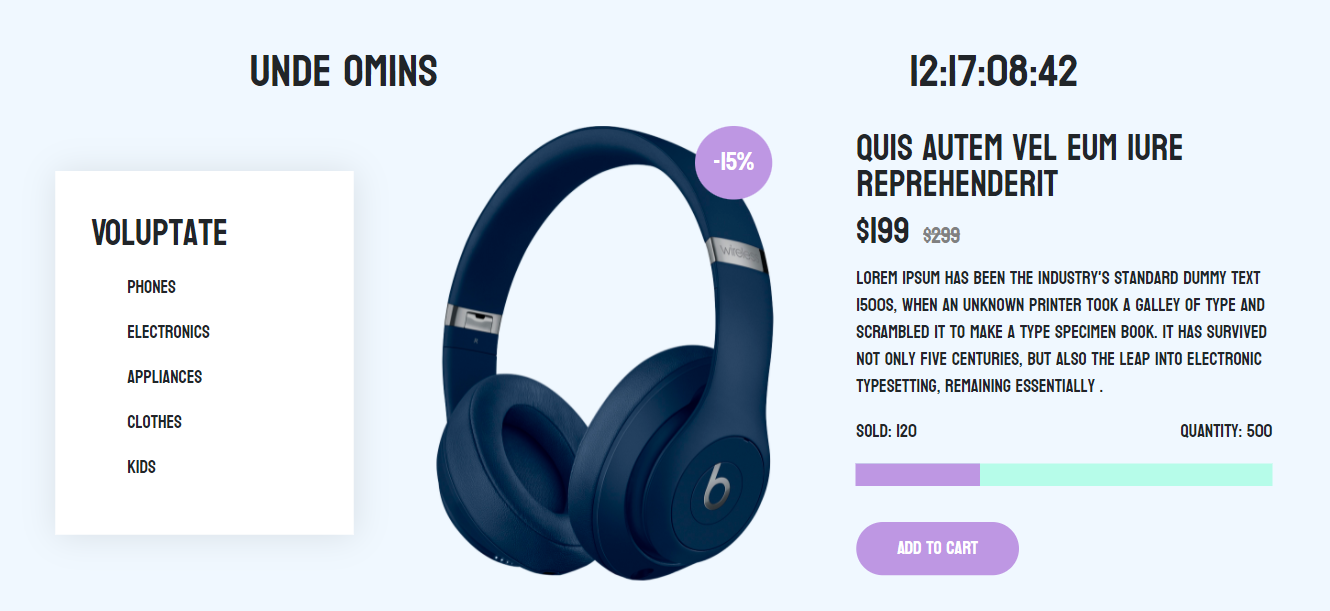 UNDE OMINS
12:17:08:42
VOLUPTATE
PHONES
ELECTRONICS
APPLIANCES
CLOTHES
KIDS
-15%
wireless
b
QUIS AUTEM VEL EUM IURE
REPREHENDERIT
$199 $299
LOREM IPSUM HAS BEEN THE INDUSTRY'S STANDARD DUMMY TEXT
1500S, WHEN AN UNKNOWN PRINTER TOOK A GALLEY OF TYPE AND
SCRAMBLED IT TO MAKE A TYPE SPECIMEN BOOK. IT HAS SURVIVED
NOT ONLY FIVE CENTURIES, BUT ALSO THE LEAP INTO ELECTRONIC
TYPESETTING, REMAINING ESSENTIALLY .
SOLD: 120 QUANTITY: 500
ADD TO CART